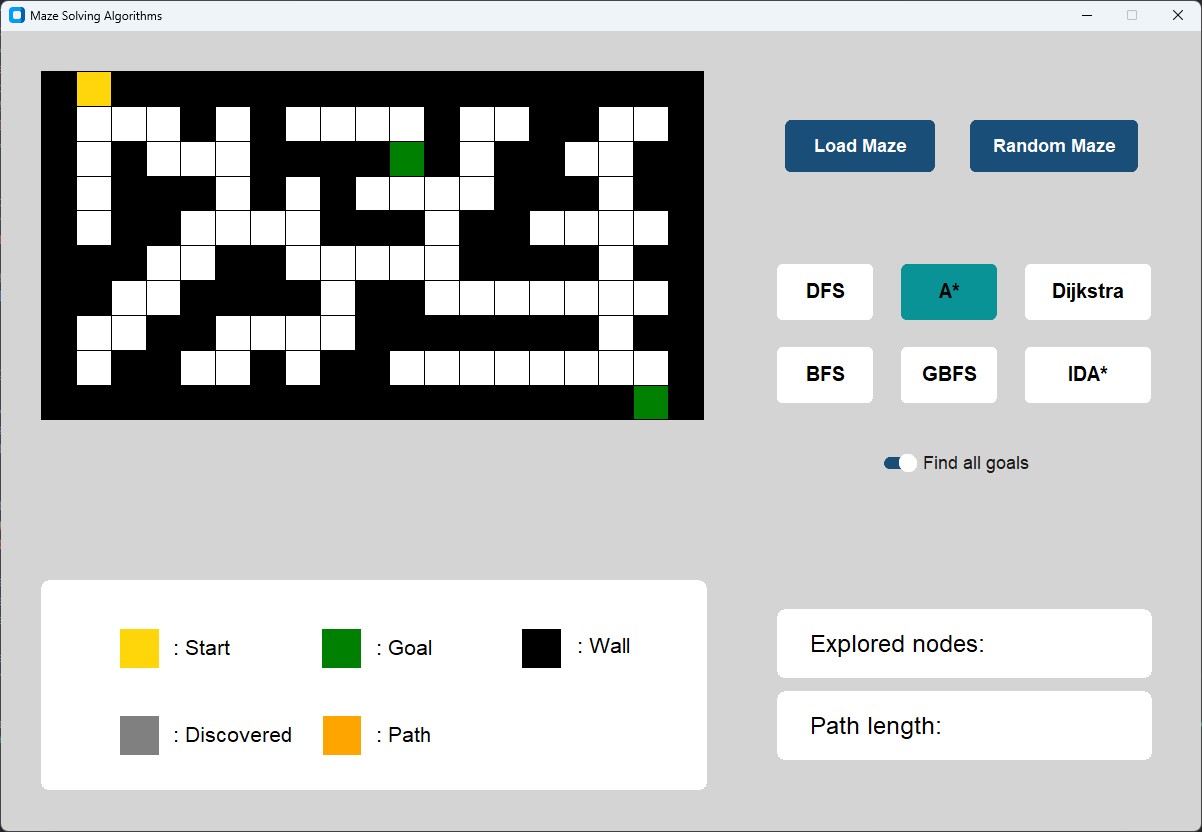 Maze Solving Algorithms
Load Maze
Random Maze
DFS
A*
Dijkstra
BFS
GBFS
IDA*
Find all goals
: Start
: Goal
: Wall
: Discovered
: Path
Explored nodes:
Path length: